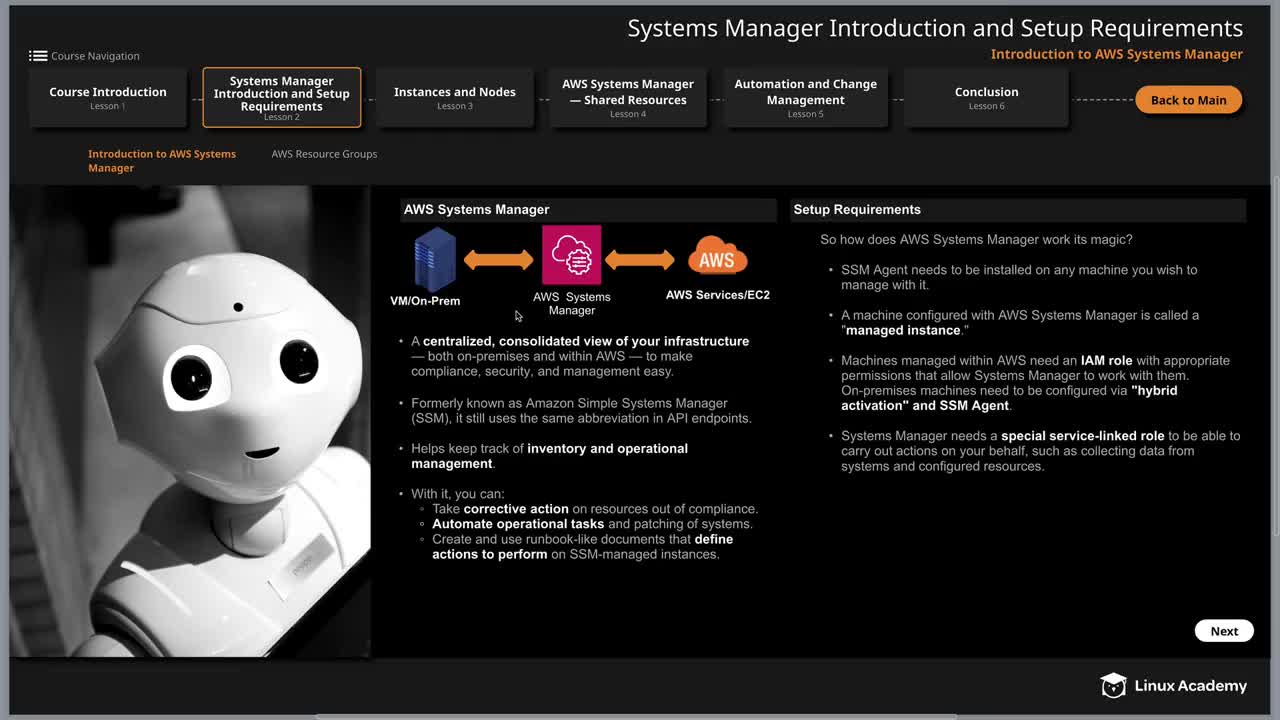 Systems Manager Introduction and Setup Requirements
Introduction to AWS Systems Manager
Course Navigation
Course Introduction
Lesson 1
Systems Manager
Introduction and Setup
Requirements
Lesson 2
Instances and Nodes
Lesson 3
AWS Systems Manager
— Shared Resources
Lesson 4
Automation and Change
Management
Lesson 5
Conclusion
Lesson 6
Back to Main
Introduction to AWS Systems
Manager
AWS Resource Groups
AWS Systems Manager
VM/On-Prem
AWS Systems
Manager
AWS
AWS Services/EC2
• A centralized, consolidated view of your infrastructure
— both on-premises and within AWS — to make
compliance, security, and management easy.
• Formerly known as Amazon Simple Systems Manager
(SSM), it still uses the same abbreviation in API endpoints.
• Helps keep track of inventory and operational
management.
• With it, you can:
◦ Take corrective action on resources out of compliance.
◦ Automate operational tasks and patching of systems.
◦ Create and use runbook-like documents that define
actions to perform on SSM-managed instances.
Setup Requirements
So how does AWS Systems Manager work its magic?
• SSM Agent needs to be installed on any machine you wish to
manage with it.
• A machine configured with AWS Systems Manager is called a
"managed instance."
• Machines managed within AWS need an IAM role with appropriate
permissions that allow Systems Manager to work with them.
On-premises machines need to be configured via "hybrid
activation" and SSM Agent.
• Systems Manager needs a special service-linked role to be able to
carry out actions on your behalf, such as collecting data from
systems and configured resources.
Next
Linux Academy